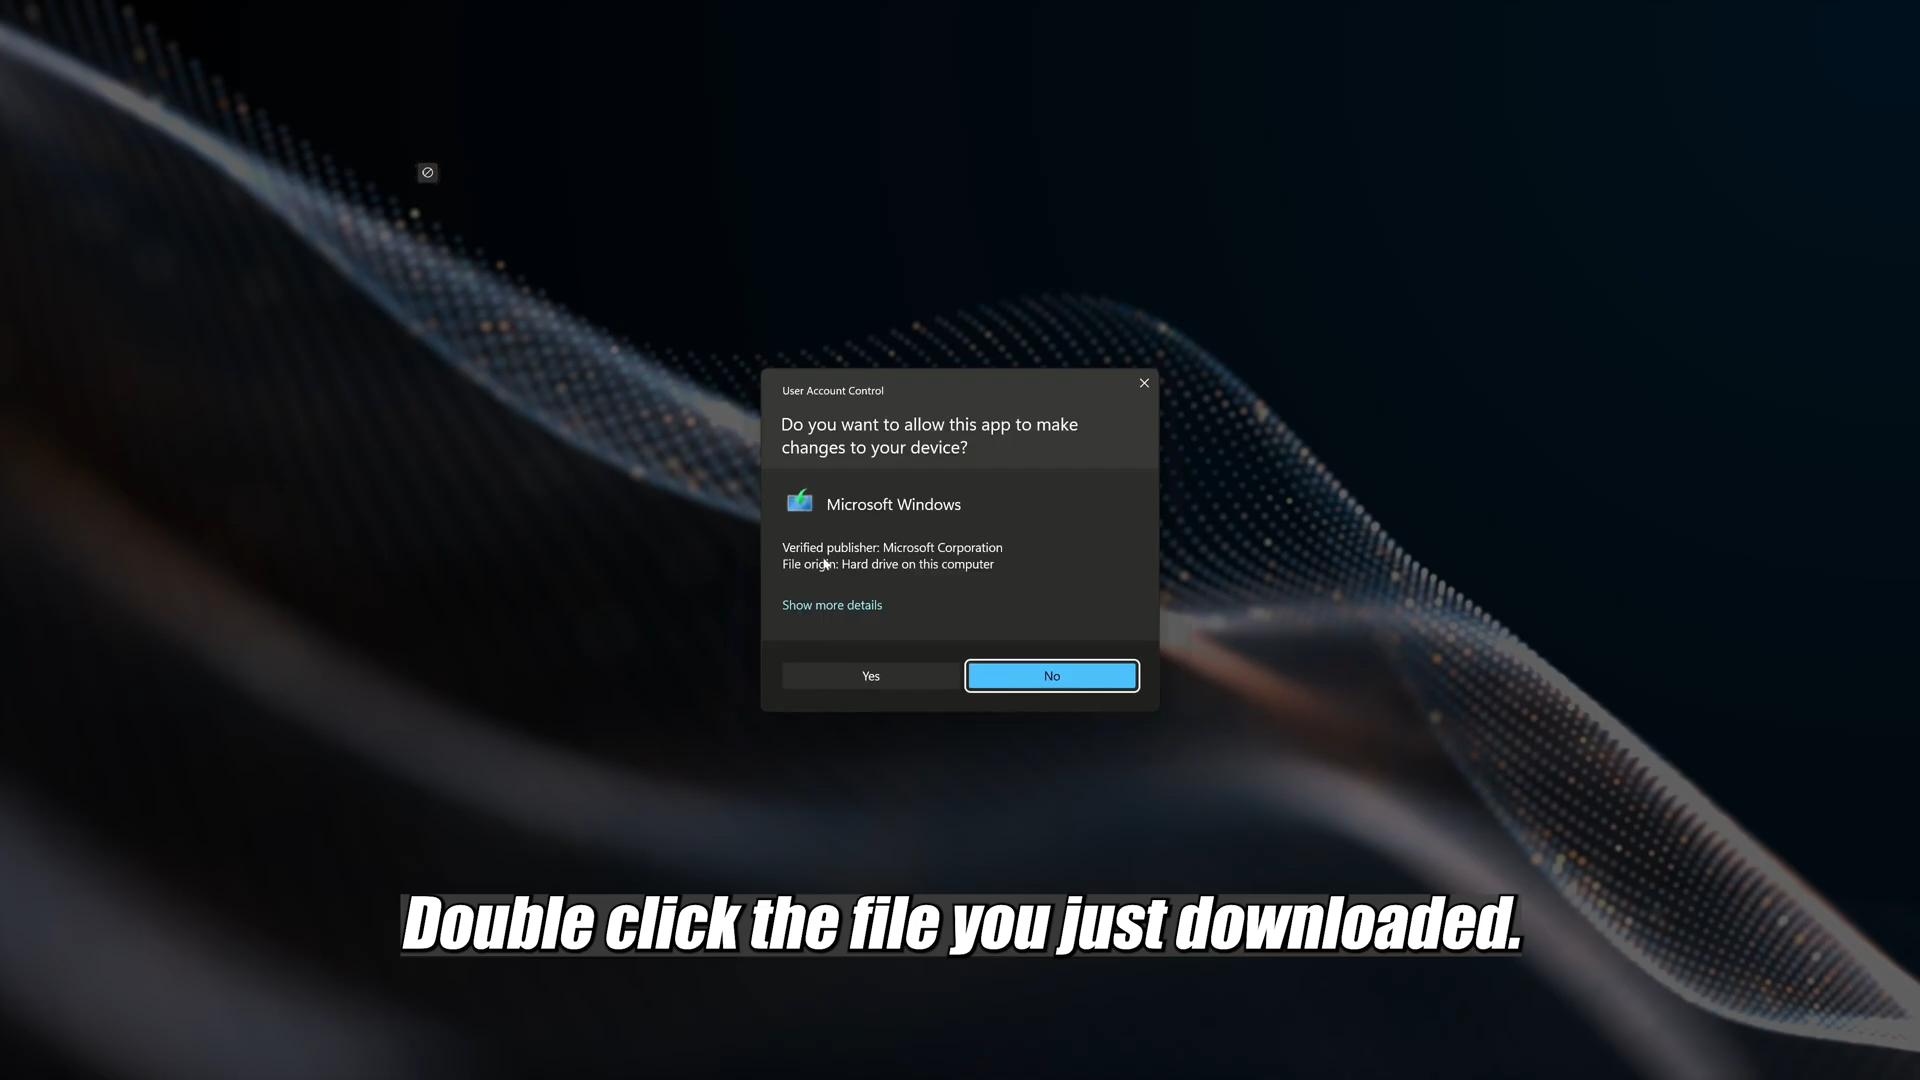 User Account Control
Do you want to allow this app to make
changes to your device?
Microsoft Windows
Verified publisher: Microsoft Corporation
File origin: Hard drive on this computer
Show more details
Yes
No
Double click the file you just downloaded.